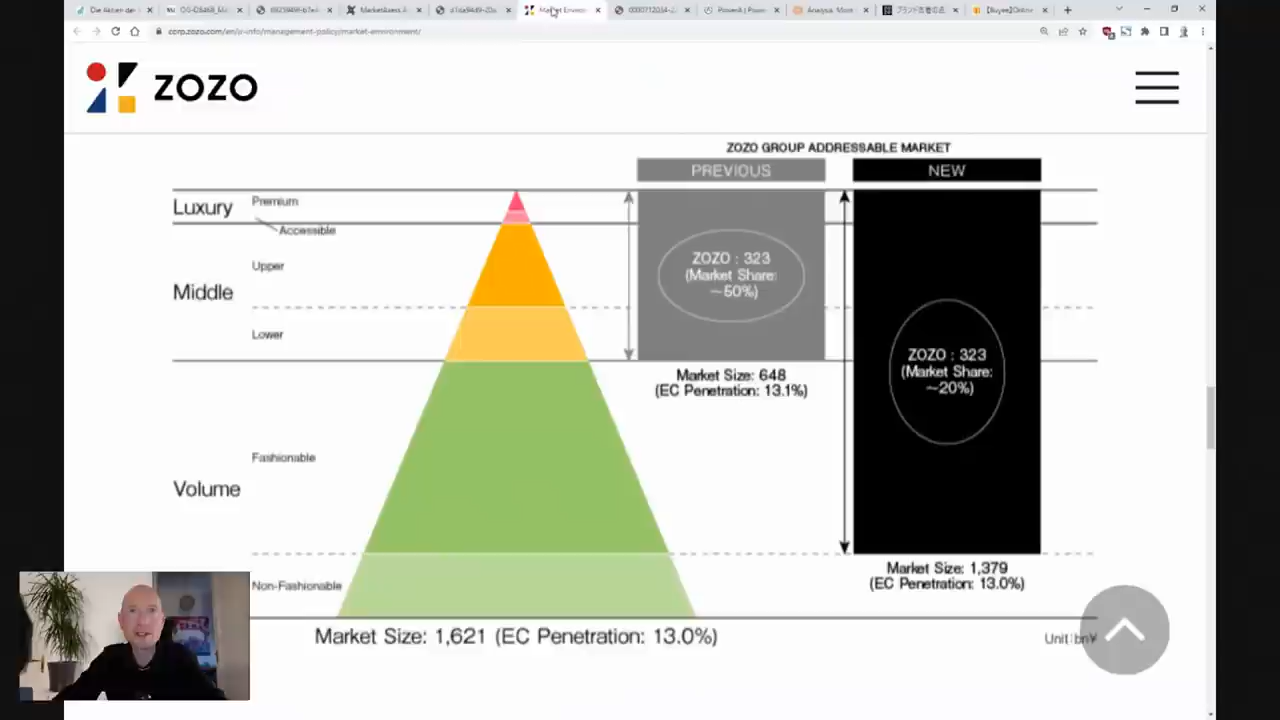 corp.zozo.com/en/ir-info/management-policy/market-environment/
ZOZO
ZOZO GROUP ADDRESSABLE MARKET
PREVIOUS
NEW
Luxury
Premium
Accessible
Upper
Middle
Lower
ZOZO : 323
(Market Share:
~50%)
Market Size: 648
(EC Penetration: 13.1%)
ZOZO : 323
(Market Share:
~20%)
Fashionable
Volume
Non-Fashionable
Market Size: 1,379
(EC Penetration: 13.0%)
Market Size: 1,621 (EC Penetration: 13.0%)
Unit:bn¥